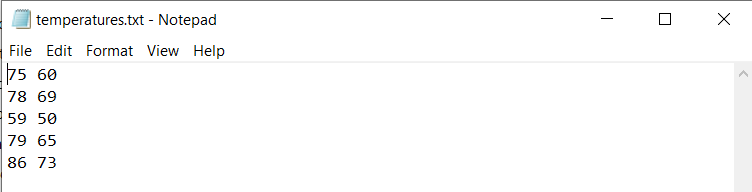 temperatures.txt - Notepad
File Edit Format View Help
75 60
78 69
59 50
79 65
86 73